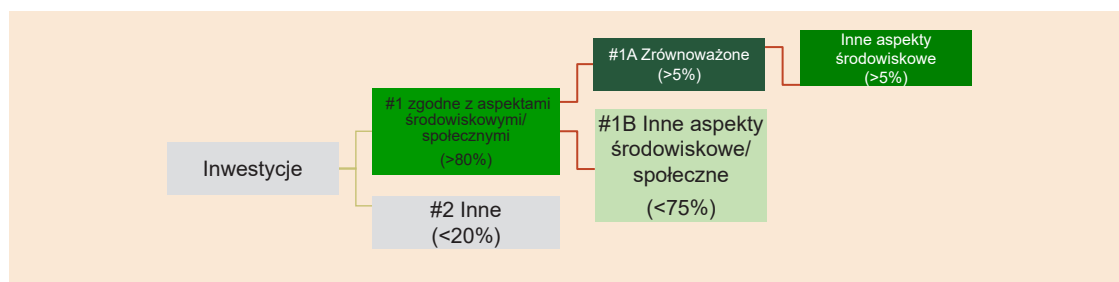 Inwestycje
#1 zgodne z aspektami
środowiskowymi/
społecznymi
(>80%)
#2 Inne
(<20%)
#1A Zrównoważone
(>5%)
#1B Inne aspekty
środowiskowe/
społeczne
(<75%)
Inne aspekty
środowiskowe
(>5%)